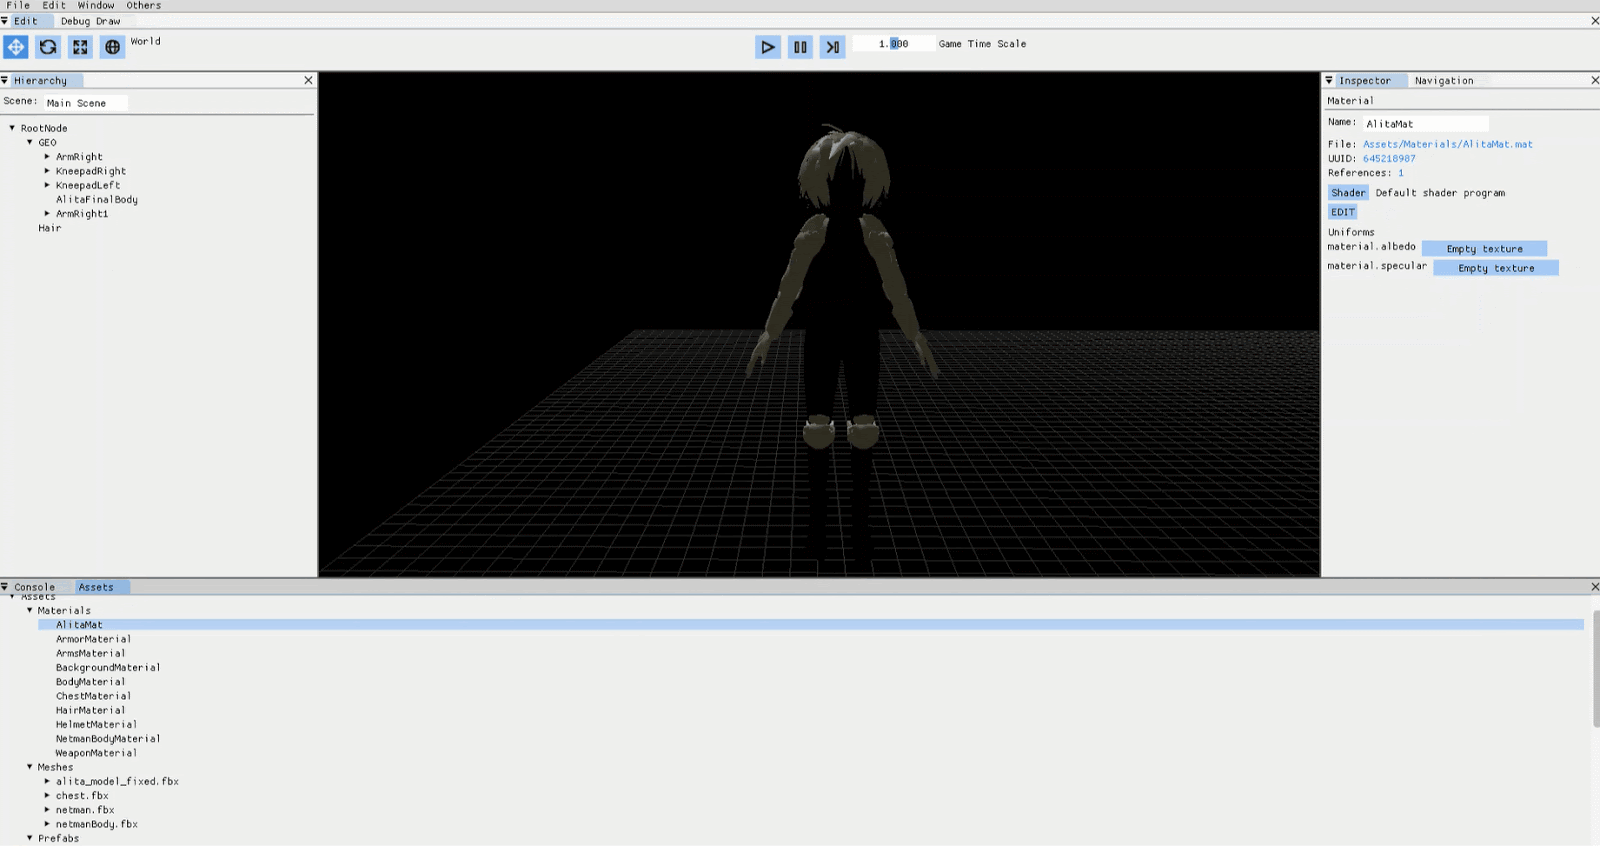 File Edit Window Others
Edit Debug Draw
World
1.000 Game Time Scale
Hierarchy
Scene: Main Scene
RootNode
GEO
ArmRight
KneepadRight
KneepadLeft
AlitaFinalBody
ArmRight1
Hair
Inspector Navigation
Material
Name: AlitaMat
File: Assets/Materials/AlitaMat.mat
UUID: 645218987
References: 1
Shader Default shader program
EDIT
Uniforms
material.albedo Empty texture
material.specular Empty texture
Console Assets
Assets
Materials
AlitaMat
ArmorMaterial
ArmsMaterial
BackgroundMaterial
BodyMaterial
ChestMaterial
HairMaterial
HelmetMaterial
NetmanBodyMaterial
WeaponMaterial
Meshes
alita_model_fixed.fbx
chest.fbx
netman.fbx
netmanBody.fbx
Prefabs